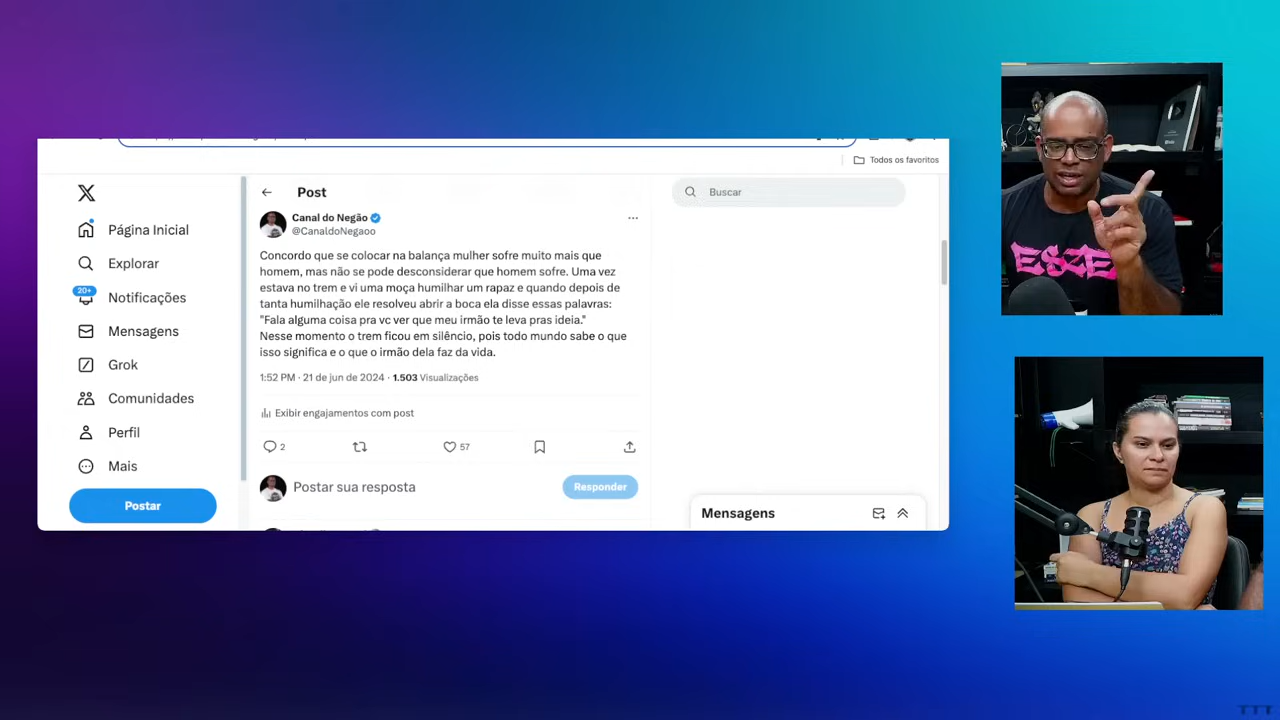 Todos os favoritos
Post
Buscar
Canal do Negão
@CanaldoNegaoo
Página Inicial
Explorar
20+
Notificações
Mensagens
Grok
Comunidades
Perfil
Mais
Postar
Concordo que se colocar na balança mulher sofre muito mais que
homem, mas não se pode desconsiderar que homem sofre. Uma vez
estava no trem e vi uma moça humilhar um rapaz e quando depois de
tanta humilhação ele resolveu abrir a boca ela disse essas palavras:
"Fala alguma coisa pra vc ver que meu irmão te leva pras ideia."
Nesse momento o trem ficou em silêncio, pois todo mundo sabe o que
isso significa e o que o irmão dela faz da vida.
1:52 PM · 21 de jun de 2024 · 1.503 Visualizações
Exibir engajamentos com post
2
57
Postar sua resposta
Responder
Mensagens
ESZE
TTT